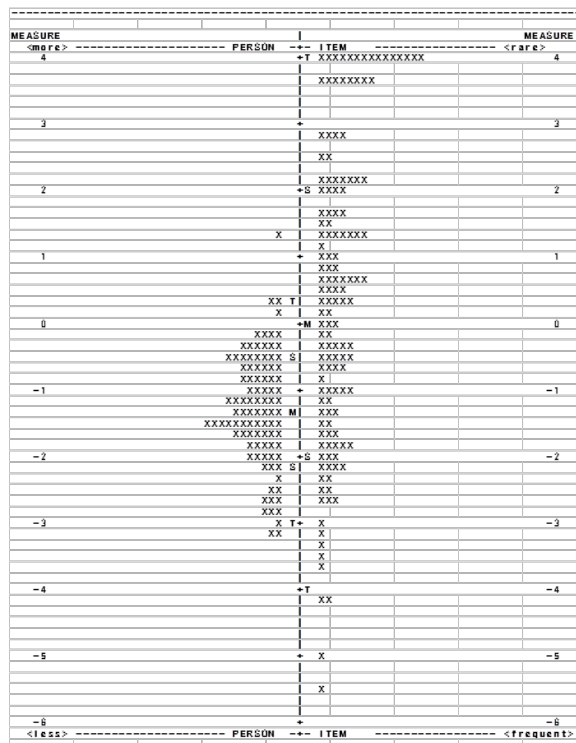 MEASURE MEASURE
<more> --------------------- PERSON -+- ITEM --------------- <rare>
4 +T XXXXXXXXXXXXXXX 4
XXXXXXXX
3 + 3
XXXX
XX
XXXXXXX
2 +S XXXX 2
XXXX
XX
X | XXXXXXX
X
1 + XXX 1
XXX
XXXXXXX
XXXX
XX T| XXXXX
X | XX
0 +M XXX 0
XXXX | XX
XXXXXX | XXXXX
XXXXXXXX S| XXXXX
XXXXXX | XXXX
XXXXXX | X
-1 XXXXX + XXXXX -1
XXXXXXXX | XX
XXXXXXX M| XXX
XXXXXXXXXXX | XX
XXXXXXX | XXX
XXXXX | XXXXX
-2 XXXXX +S XXX -2
XXX S| XXXX
X | XX
XX | XX
XXX | XXX
XXX |
-3 X T+ X -3
XX | X
X
X
X
-4 +T -4
XX
-5 + X -5
X
-6 + -6
<less> --------------------- PERSON -+- ITEM --------------- <frequent>